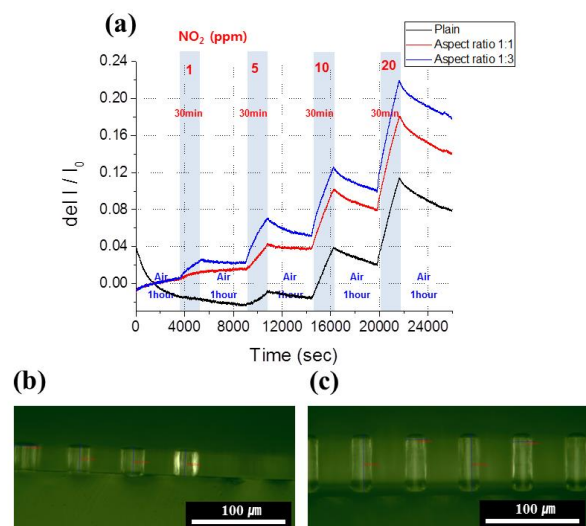 (a)
NO₂ (ppm)
Plain
Aspect ratio 1:1
Aspect ratio 1:3
1 5 10 20
30min 30min 30min 30min
Air Air Air Air Air
1hour 1hour 1hour 1hour 1hour
del I / I₀
0.24
0.20
0.16
0.12
0.08
0.04
0.00
0 4000 8000 12000 16000 20000 24000
Time (sec)
(b) (c)
100 ㎛ 100 ㎛